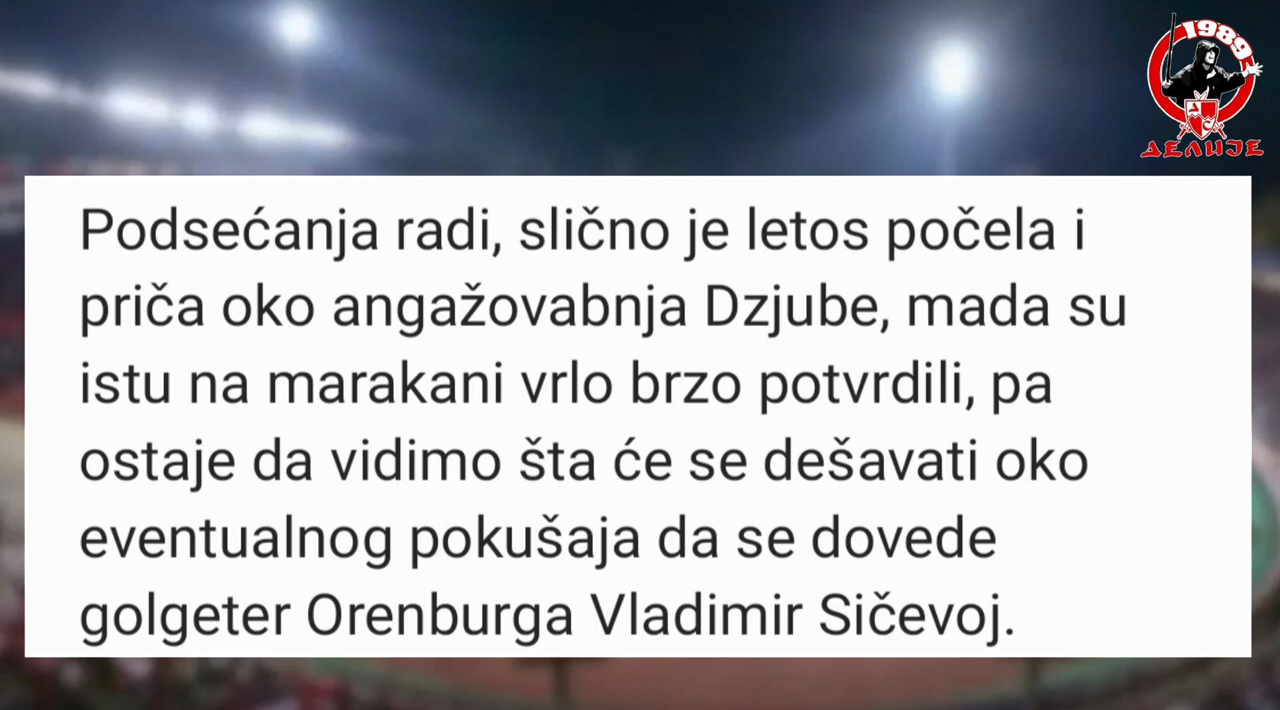 1989
ДЕЛИЈЕ
Podsećanja radi, slično je letos počela i
priča oko angažovabnja Dzjube, mada su
istu na marakani vrlo brzo potvrdili, pa
ostaje da vidimo šta će se dešavati oko
eventualnog pokušaja da se dovede
golgeter Orenburga Vladimir Sičevoj.